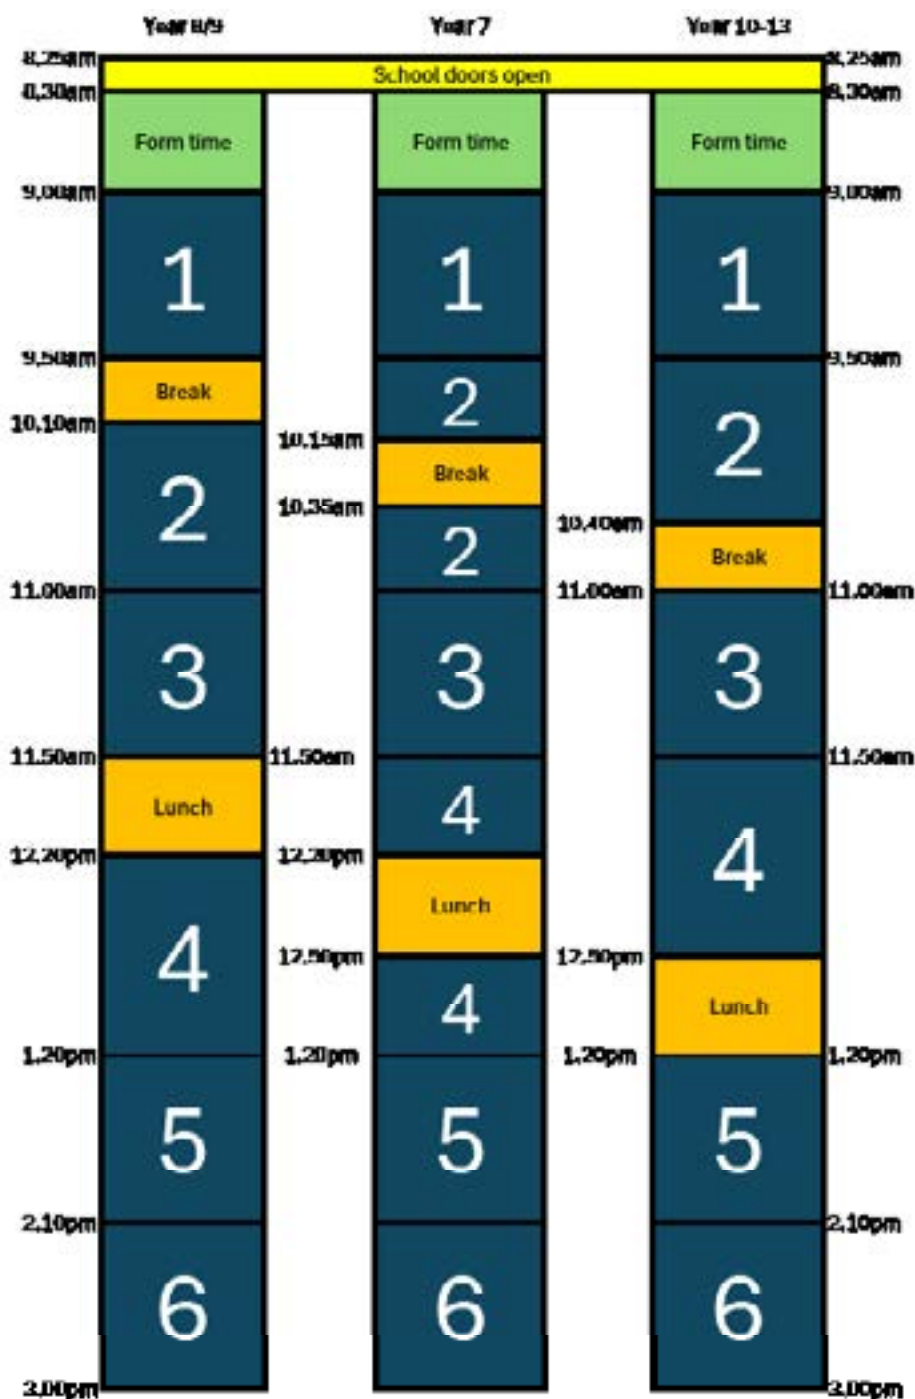 Year 8/9 Year 7 Year 10-13
8.25am School doors open 8.25am
8.30am 8.30am
Form time Form time Form time
9.00am 9.00am
1 1 1
9.50am 9.50am
Break 2 2
10.10am 10.15am
2 Break
10.35am 10.40am
2 Break
11.00am 11.00am 11.00am
3 3 3
11.50am 11.50am 11.50am
Lunch 4 4
12.20pm 12.20pm
4 Lunch
12.50pm 12.50pm
4 Lunch
1.20pm 1.20pm 1.20pm 1.20pm
5 5 5
2.10pm 2.10pm
6 6 6
3.00pm 3.00pm